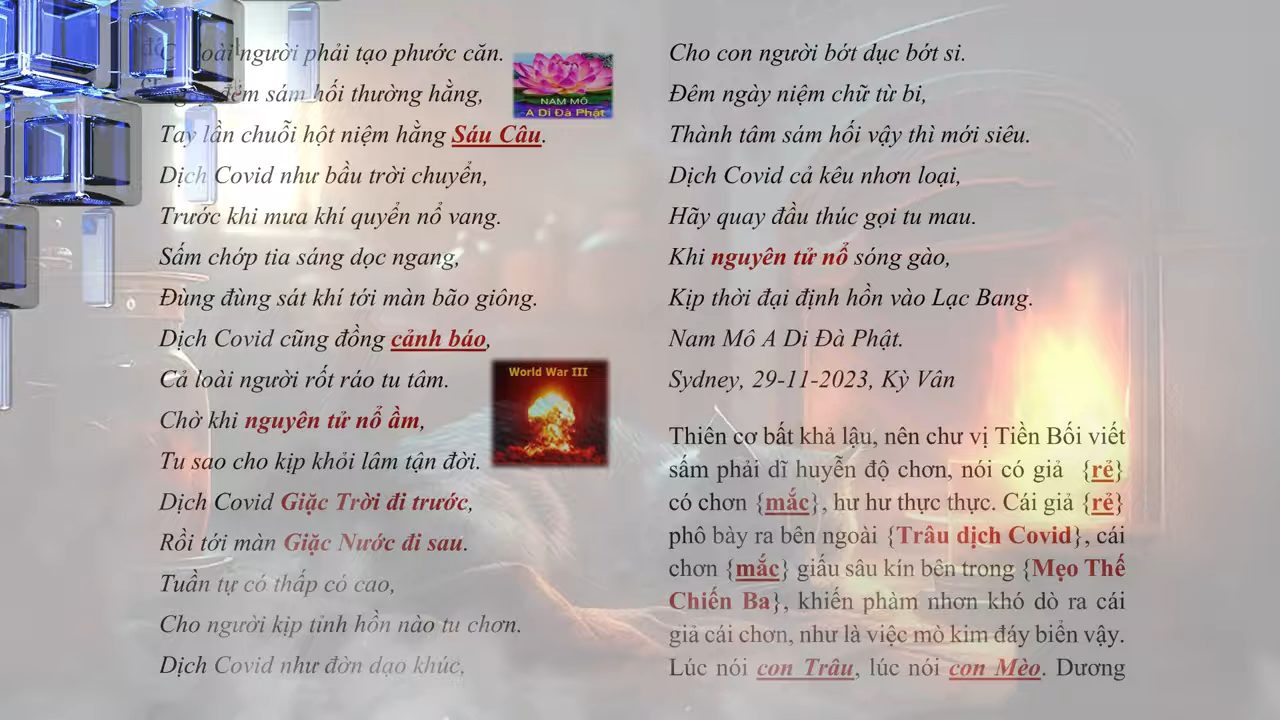 loài người phải tạo phước căn.
đêm sám hối thường hằng,
Tay lần chuỗi hột niệm hằng Sáu Câu.
Dịch Covid như bầu trời chuyển,
Trước khi mưa khí quyển nổ vang.
Sấm chớp tia sáng dọc ngang,
Đùng đùng sát khí tới màn bão giông.
Dịch Covid cũng đồng cảnh báo,
Cả loài người rốt ráo tu tâm.
Chờ khi nguyên tử nổ ầm,
Tu sao cho kịp khỏi lâm tận đời.
Dịch Covid Giặc Trời đi trước,
Rồi tới màn Giặc Nước đi sau.
Tuần tự có thấp có cao,
Cho người kịp tỉnh hồn nào tu chơn.
Dịch Covid như đờn dạo khúc,
NAM MÔ
A Di Đà Phật
World War III
Cho con người bớt dục bớt si.
Đêm ngày niệm chữ từ bi,
Thành tâm sám hối vậy thì mới siêu.
Dịch Covid cả kêu nhơn loại,
Hãy quay đầu thúc gọi tu mau.
Khi nguyên tử nổ sóng gào,
Kịp thời đại định hồn vào Lạc Bang.
Nam Mô A Di Đà Phật.
Sydney, 29-11-2023, Kỳ Vân
Thiên cơ bất khả lậu, nên chư vị Tiền Bối viết
sấm phải dĩ huyễn độ chơn, nói có giả {rẻ}
có chơn {mắc}, hư hư thực thực. Cái giả {rẻ}
phô bày ra bên ngoài {Trâu dịch Covid}, cái
chơn {mắc} giấu sâu kín bên trong {Mẹo Thế
Chiến Ba}, khiến phàm nhơn khó dò ra cái
giả cái chơn, như là việc mò kim đáy biển vậy.
Lúc nói con Trâu, lúc nói con Mèo. Dương